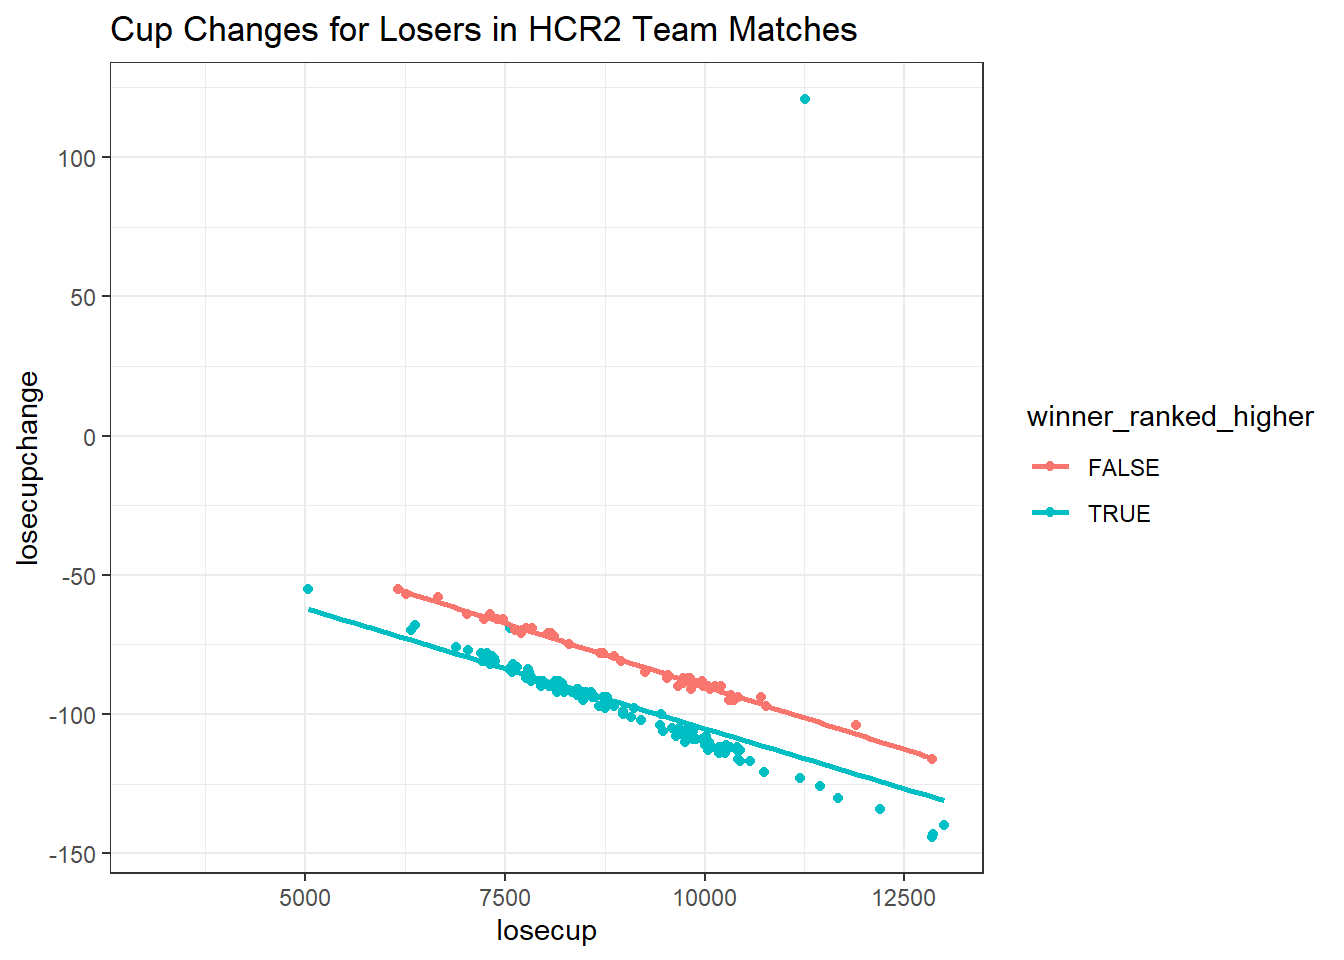 Cup Changes for Losers in HCR2 Team Matches
100
50
0
-50
-100
-150
losecupchange
5000
7500
10000
12500
losecup
winner_ranked_higher
FALSE
TRUE